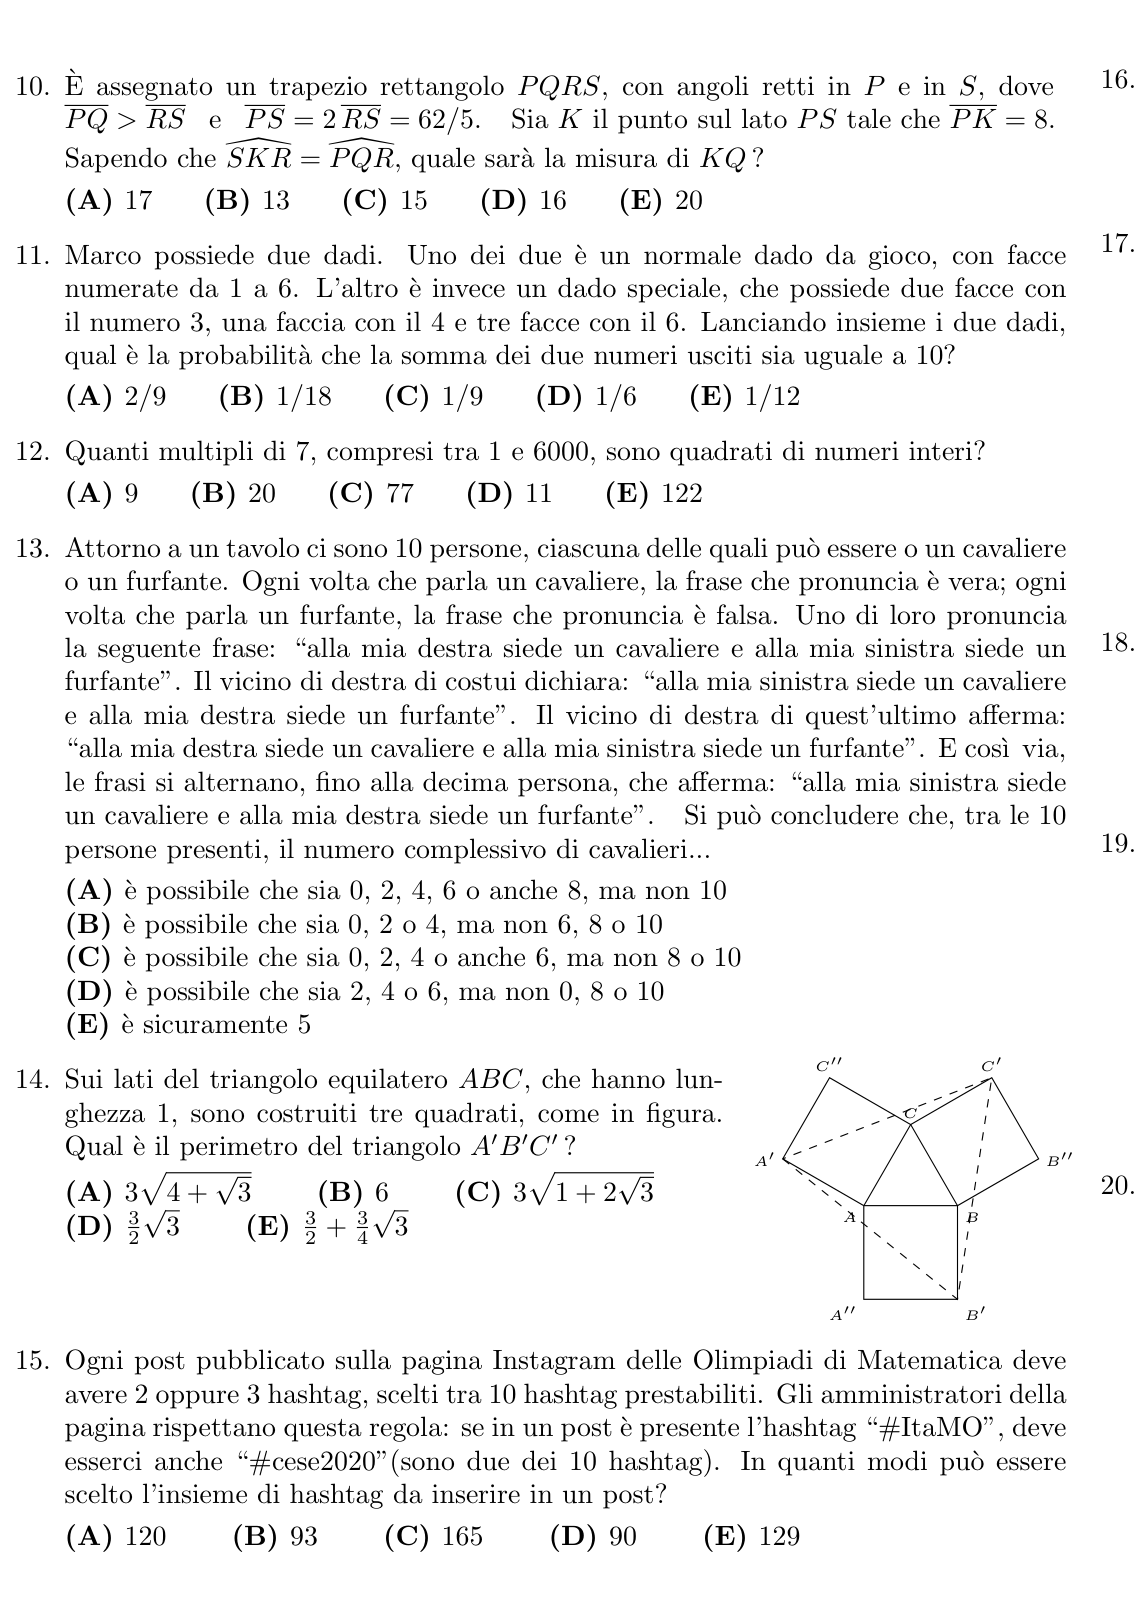 10. È assegnato un trapezio rettangolo PQRS, con angoli retti in P e in S, dove
PQ > RS e PS = 2 RS = 62/5. Sia K il punto sul lato PS tale che PK = 8.
Sapendo che SKR = PQR, quale sarà la misura di KQ ?
(A) 17 (B) 13 (C) 15 (D) 16 (E) 20
11. Marco possiede due dadi. Uno dei due è un normale dado da gioco, con facce
numerate da 1 a 6. L'altro è invece un dado speciale, che possiede due facce con
il numero 3, una faccia con il 4 e tre facce con il 6. Lanciando insieme i due dadi,
qual è la probabilità che la somma dei due numeri usciti sia uguale a 10?
(A) 2/9 (B) 1/18 (C) 1/9 (D) 1/6 (E) 1/12
12. Quanti multipli di 7, compresi tra 1 e 6000, sono quadrati di numeri interi?
(A) 9 (B) 20 (C) 77 (D) 11 (E) 122
13. Attorno a un tavolo ci sono 10 persone, ciascuna delle quali può essere o un cavaliere
o un furfante. Ogni volta che parla un cavaliere, la frase che pronuncia è vera; ogni
volta che parla un furfante, la frase che pronuncia è falsa. Uno di loro pronuncia
la seguente frase: “alla mia destra siede un cavaliere e alla mia sinistra siede un
furfante”. Il vicino di destra di costui dichiara: “alla mia sinistra siede un cavaliere
e alla mia destra siede un furfante”. Il vicino di destra di quest'ultimo afferma:
“alla mia destra siede un cavaliere e alla mia sinistra siede un furfante”. E così via,
le frasi si alternano, fino alla decima persona, che afferma: “alla mia sinistra siede
un cavaliere e alla mia destra siede un furfante”. Si può concludere che, tra le 10
persone presenti, il numero complessivo di cavalieri...
(A) è possibile che sia 0, 2, 4, 6 o anche 8, ma non 10
(B) è possibile che sia 0, 2 o 4, ma non 6, 8 o 10
(C) è possibile che sia 0, 2, 4 o anche 6, ma non 8 o 10
(D) è possibile che sia 2, 4 o 6, ma non 0, 8 o 10
(E) è sicuramente 5
14. Sui lati del triangolo equilatero ABC, che hanno lun-
ghezza 1, sono costruiti tre quadrati, come in figura.
Qual è il perimetro del triangolo A′B′C′ ?
(A) 3√(4 + √3) (B) 6 (C) 3√(1 + 2√3)
(D) 3/2 √3 (E) 3/2 + 3/4 √3
C′′ C′
C
A′ B′′
A B
A′′ B′
15. Ogni post pubblicato sulla pagina Instagram delle Olimpiadi di Matematica deve
avere 2 oppure 3 hashtag, scelti tra 10 hashtag prestabiliti. Gli amministratori della
pagina rispettano questa regola: se in un post è presente l'hashtag “#ItaMO”, deve
esserci anche “#cese2020”(sono due dei 10 hashtag). In quanti modi può essere
scelto l'insieme di hashtag da inserire in un post?
(A) 120 (B) 93 (C) 165 (D) 90 (E) 129
16.
17.
18.
19.
20.